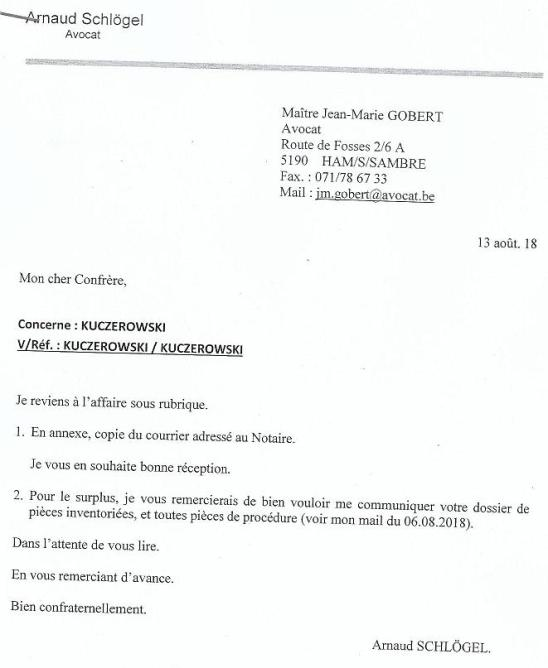 Arnaud Schlögel
Avocat
Maître Jean-Marie GOBERT
Avocat
Route de Fosses 2/6 A
5190 HAM/S/SAMBRE
Fax. : 071/78 67 33
Mail : jm.gobert@avocat.be
13 août. 18
Mon cher Confrère,
Concerne : KUCZEROWSKI
V/Réf. : KUCZEROWSKI / KUCZEROWSKI
Je reviens à l'affaire sous rubrique.
1. En annexe, copie du courrier adressé au Notaire.
Je vous en souhaite bonne réception.
2. Pour le surplus, je vous remercierais de bien vouloir me communiquer votre dossier de
pièces inventoriées, et toutes pièces de procédure (voir mon mail du 06.08.2018).
Dans l'attente de vous lire.
En vous remerciant d'avance.
Bien confraternellement.
Arnaud SCHLÖGEL.